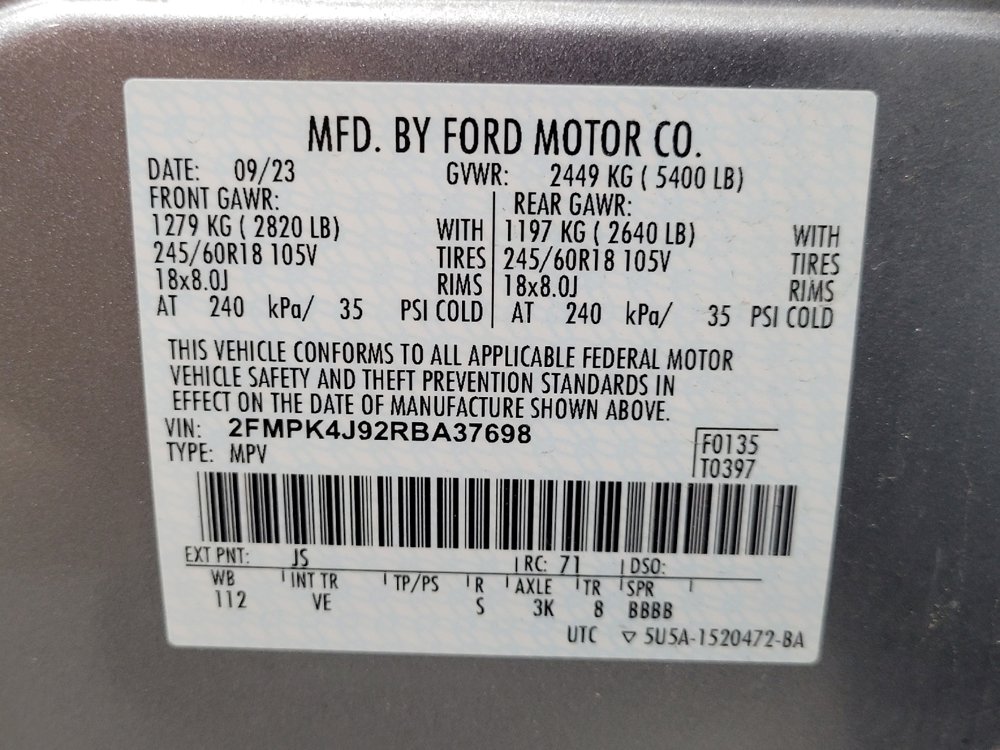 MFD. BY FORD MOTOR CO.
DATE: 09/23 GVWR: 2449 KG ( 5400 LB)
FRONT GAWR: REAR GAWR:
1279 KG ( 2820 LB) WITH 1197 KG ( 2640 LB) WITH
245/60R18 105V TIRES 245/60R18 105V TIRES
18x8.0J RIMS 18x8.0J RIMS
AT 240 kPa/ 35 PSI COLD AT 240 kPa/ 35 PSI COLD
THIS VEHICLE CONFORMS TO ALL APPLICABLE FEDERAL MOTOR
VEHICLE SAFETY AND THEFT PREVENTION STANDARDS IN
EFFECT ON THE DATE OF MANUFACTURE SHOWN ABOVE.
VIN: 2FMPK4J92RBA37698 F0135
TYPE: MPV T0397
EXT PNT: JS RC: 71 DSO:
WB INT TR TP/PS R AXLE TR SPR
112 VE S 3K 8 BBBB
UTC ▽ 5U5A-1520472-BA